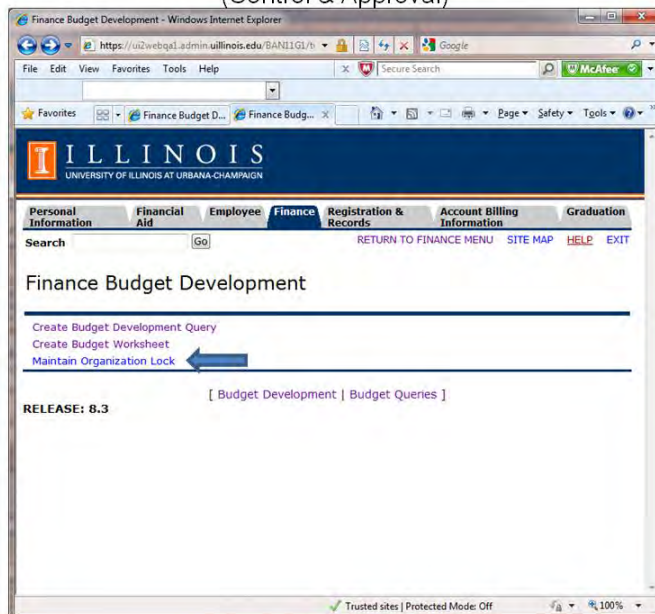 (Control & Approval)
Finance Budget Development - Windows Internet Explorer
https://ui2webqa1.admin.uillinois.edu/BANI1G1/b
Google
File Edit View Favorites Tools Help
X Secure Search
McAfee
Favorites
Finance Budget D...
Finance Budg... X
Page
Safety
Tools
I ILLINOIS
UNIVERSITY OF ILLINOIS AT URBANA-CHAMPAIGN
Personal Information
Financial Aid
Employee
Finance
Registration & Records
Account Billing Information
Graduation
Search Go
RETURN TO FINANCE MENU SITE MAP HELP EXIT
Finance Budget Development
Create Budget Development Query
Create Budget Worksheet
Maintain Organization Lock
[ Budget Development | Budget Queries ]
RELEASE: 8.3
Trusted sites | Protected Mode: Off
100%